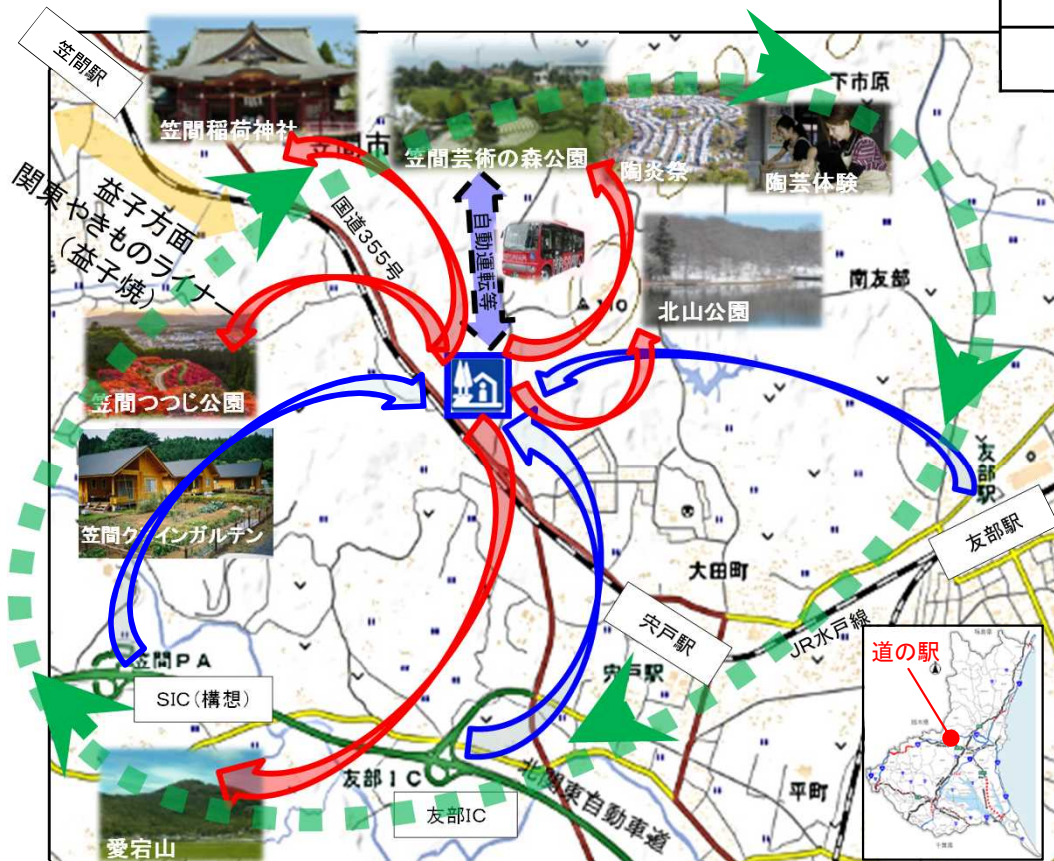 笠間駅
笠間稲荷神社
笠間市
笠間芸術の森公園
陶炎祭
下市原
陶芸体験
益子方面
関東やきものライナー
(益子焼)
国道355号
自動運転等
北山公園
南友部
笠間つつじ公園
笠間クラインガルテン
友部駅
友部駅
大田町
宍戸駅
宍戸駅
JR水戸線
笠間PA
SIC(構想)
友部IC
友部IC
北関東自動車道
平町
愛宕山
道の駅